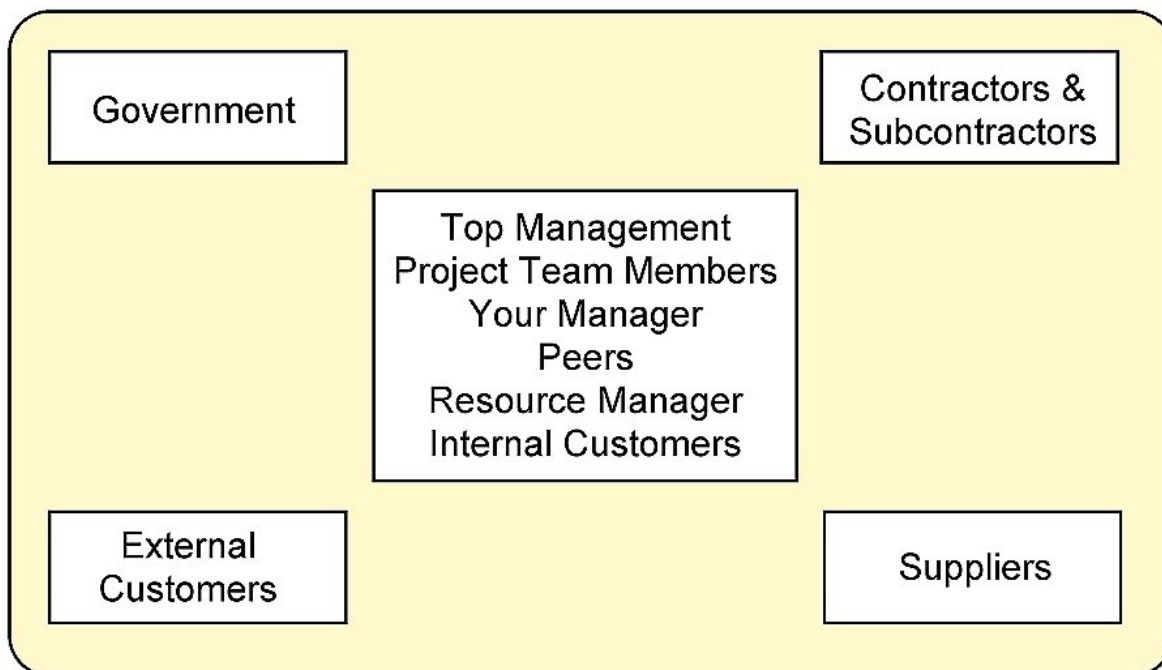 Government
Contractors &
Subcontractors
Top Management
Project Team Members
Your Manager
Peers
Resource Manager
Internal Customers
External
Customers
Suppliers